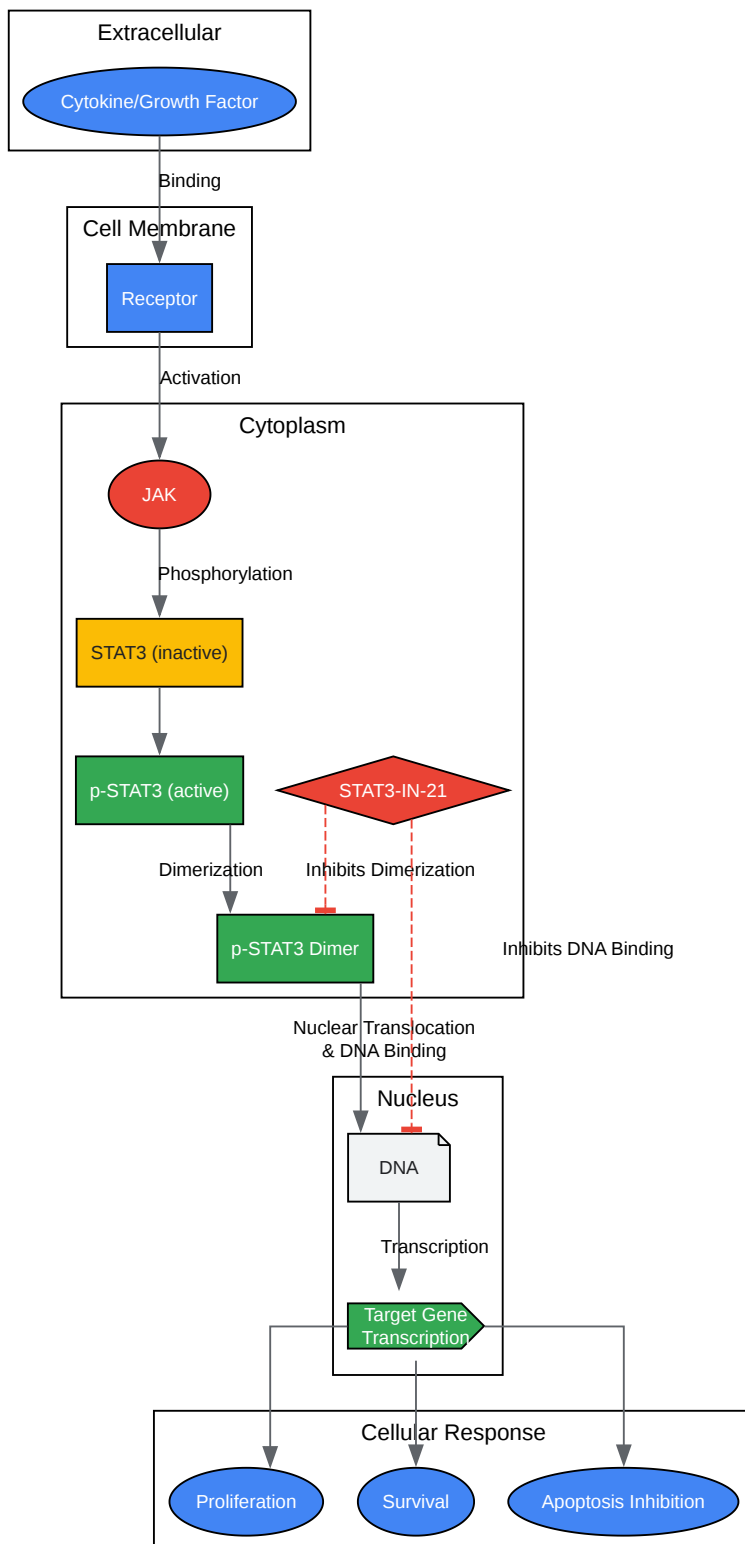 Extracellular
Cytokine/Growth Factor
Binding
Cell Membrane
Receptor
Activation
Cytoplasm
JAK
Phosphorylation
STAT3 (inactive)
p-STAT3 (active)
STAT3-IN-21
Dimerization
Inhibits Dimerization
p-STAT3 Dimer
Inhibits DNA Binding
Nuclear Translocation
& DNA Binding
Nucleus
DNA
Transcription
Target Gene
Transcription
Cellular Response
Proliferation
Survival
Apoptosis Inhibition